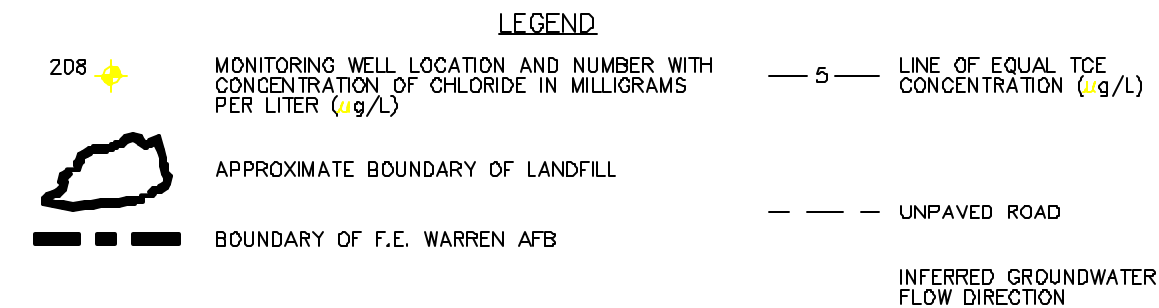 LEGEND
2D8
MONITORING WELL LOCATION AND NUMBER WITH
CONCENTRATION OF CHLORIDE IN MILLIGRAMS
PER LITER (µg/L)
APPROXIMATE BOUNDARY OF LANDFILL
BOUNDARY OF F.E. WARREN AFB
5
LINE OF EQUAL TCE
CONCENTRATION (µg/L)
UNPAVED ROAD
INFERRED GROUNDWATER
FLOW DIRECTION